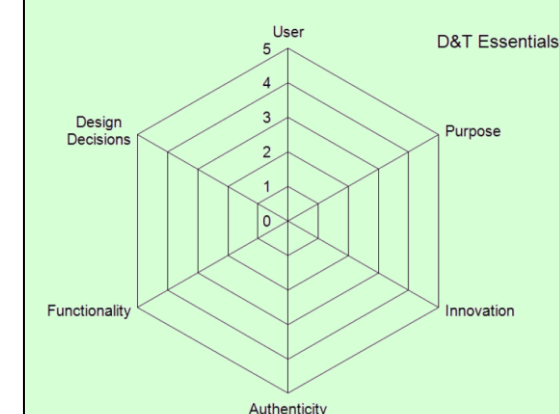 User
D&T Essentials
5
4
3
2
1
0
Design
Decisions
Purpose
Functionality
Innovation
Authenticity